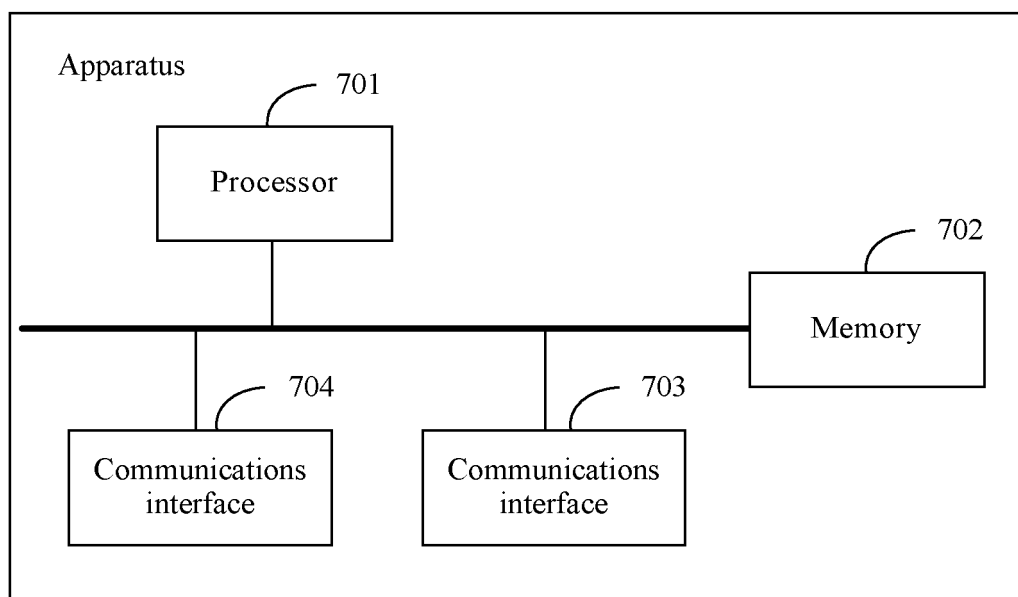 Apparatus
701
Processor
702
Memory
704
703
Communications
interface
Communications
interface